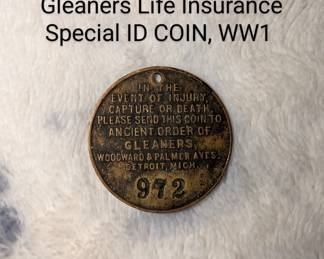 Gleaners Life Insurance
Special ID COIN, WW1
IN THE
EVENT OF INJURY,
CAPTURE OR DEATH,
PLEASE SEND THIS COIN TO
ANCIENT ORDER OF
GLEANERS,
WOODWARD & PALMER AVES.
DETROIT, MICH.
972